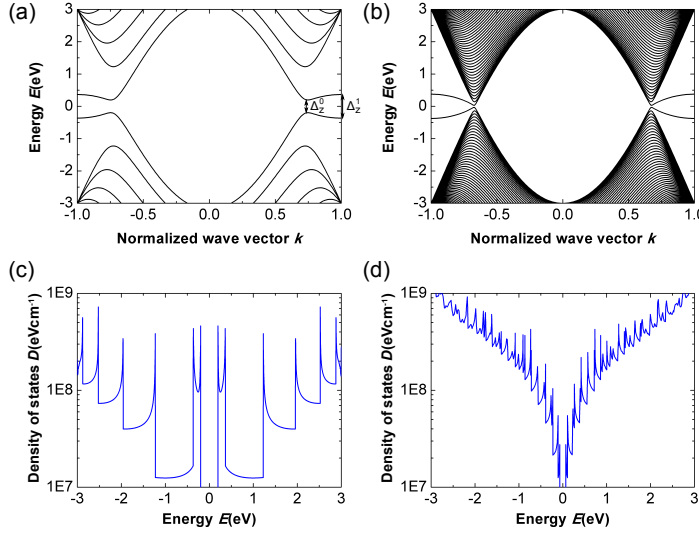 (a)
3
2
1
0
-1
-2
-3
Energy E(eV)
Δ⁰z
Δ¹z
-1.0 -0.5 0.0 0.5 1.0
Normalized wave vector k
(b)
3
2
1
0
-1
-2
-3
Energy E(eV)
-1.0 -0.5 0.0 0.5 1.0
Normalized wave vector k
(c)
1E9
1E8
1E7
Density of states D(eVcm⁻¹)
-3 -2 -1 0 1 2 3
Energy E(eV)
(d)
1E9
1E8
1E7
Density of states D(eVcm⁻¹)
-3 -2 -1 0 1 2 3
Energy E(eV)